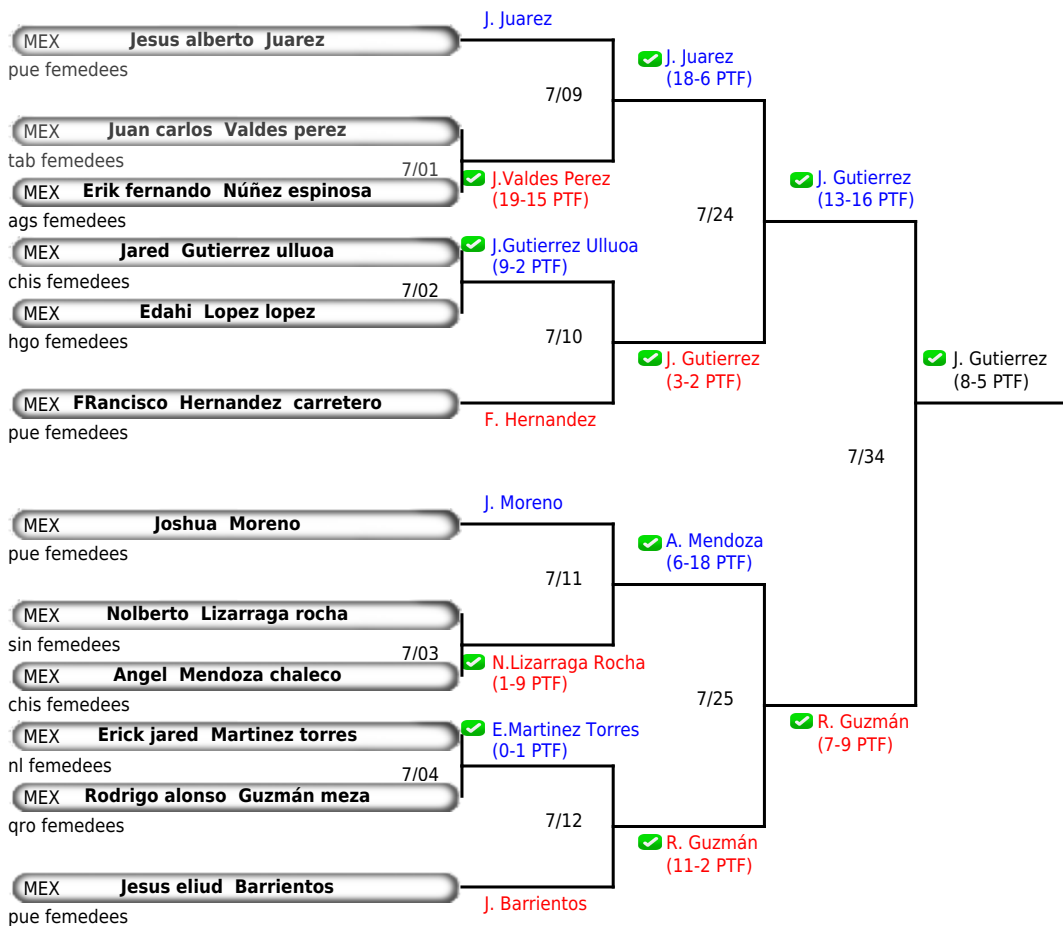 J. Juarez
MEX Jesus alberto Juarez
pue femedees
J. Juarez
(18-6 PTF)
7/09
MEX Juan carlos Valdes perez
tab femedees
7/01
J.Valdes Perez
(19-15 PTF)
MEX Erik fernando Núñez espinosa
ags femedees
J. Gutierrez
(13-16 PTF)
7/24
MEX Jared Gutierrez ulluoa
chis femedees
J.Gutierrez Ulluoa
(9-2 PTF)
7/02
MEX Edahi Lopez lopez
hgo femedees
7/10
J. Gutierrez
(3-2 PTF)
J. Gutierrez
(8-5 PTF)
MEX FRancisco Hernandez carretero
pue femedees
F. Hernandez
7/34
J. Moreno
MEX Joshua Moreno
pue femedees
A. Mendoza
(6-18 PTF)
7/11
MEX Nolberto Lizarraga rocha
sin femedees
7/03
N.Lizarraga Rocha
(1-9 PTF)
MEX Angel Mendoza chaleco
chis femedees
7/25
R. Guzmán
(7-9 PTF)
MEX Erick jared Martinez torres
nl femedees
E.Martinez Torres
(0-1 PTF)
7/04
MEX Rodrigo alonso Guzmán meza
qro femedees
7/12
R. Guzmán
(11-2 PTF)
MEX Jesus eliud Barrientos
pue femedees
J. Barrientos